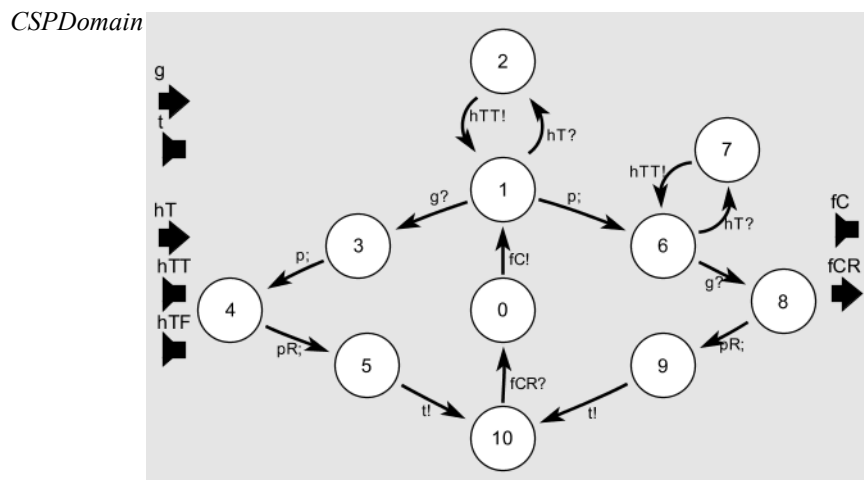 CSPDomain
2
g
t
hTT!
hT?
7
hTT!
hT?
1
g?
p;
hT
fC
3
6
p;
fC!
g?
hTT
fCR
4
0
8
hTF
pR;
pR;
5
9
fCR?
t!
t!
10